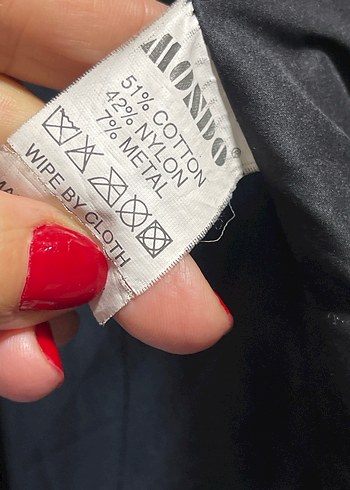 MONDO®
51% COTTON
42% NYLON
7% METAL
WIPE BY CLOTH